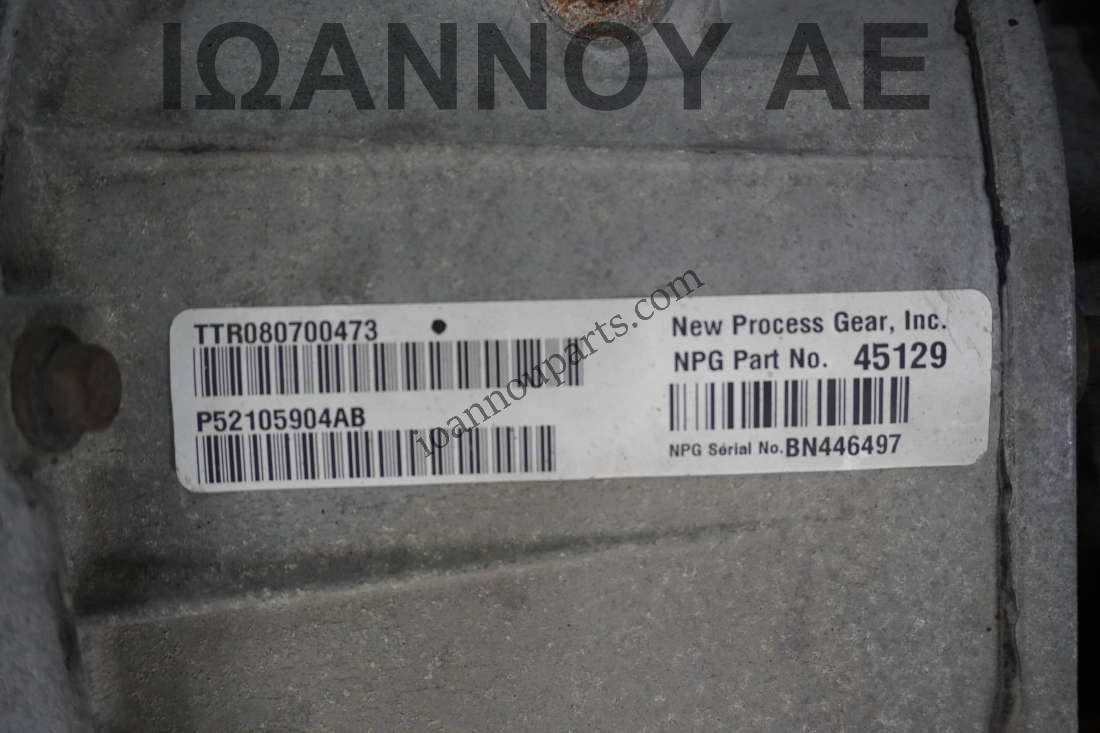 ΙΩΑΝΝΟΥ ΑΕ
TTR080700473
P52105904AB
New Process Gear, Inc.
NPG Part No. 45129
NPG Serial No. BN446497
ioannouparts.com